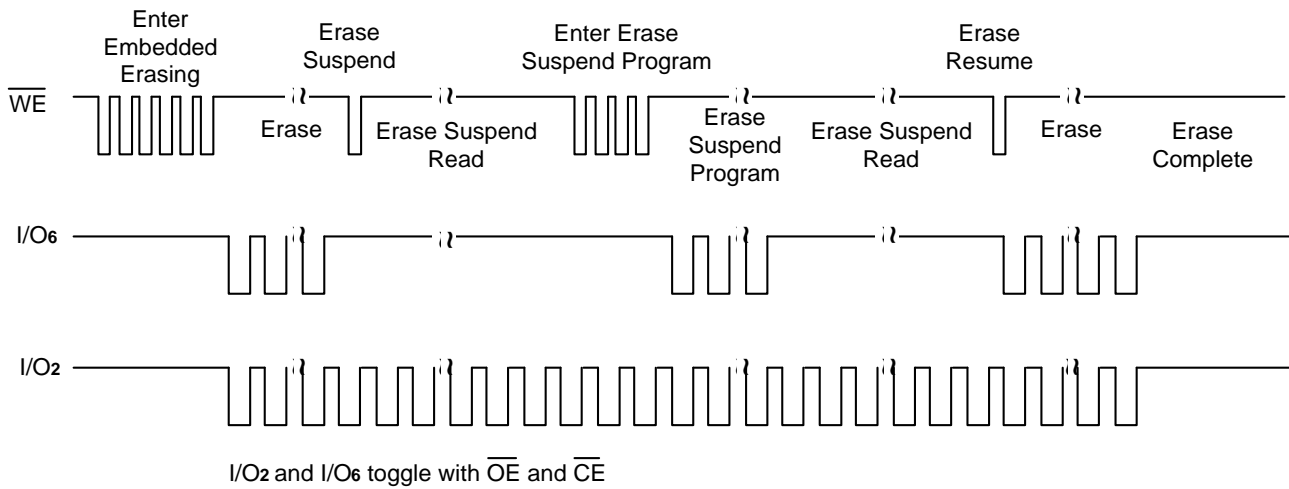 Enter
Embedded
Erasing
Erase
Suspend
Enter Erase
Suspend Program
Erase
Resume
WE
Erase
Erase Suspend
Read
Erase
Suspend
Program
Erase Suspend
Read
Erase
Erase
Complete
I/O6
I/O2
I/O2 and I/O6 toggle with OE and CE